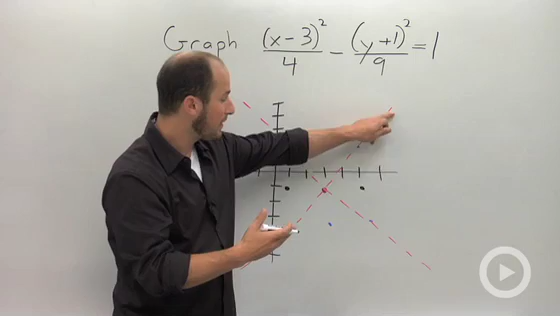 Graph (x-3)²/4 - (y+1)²/9 = 1